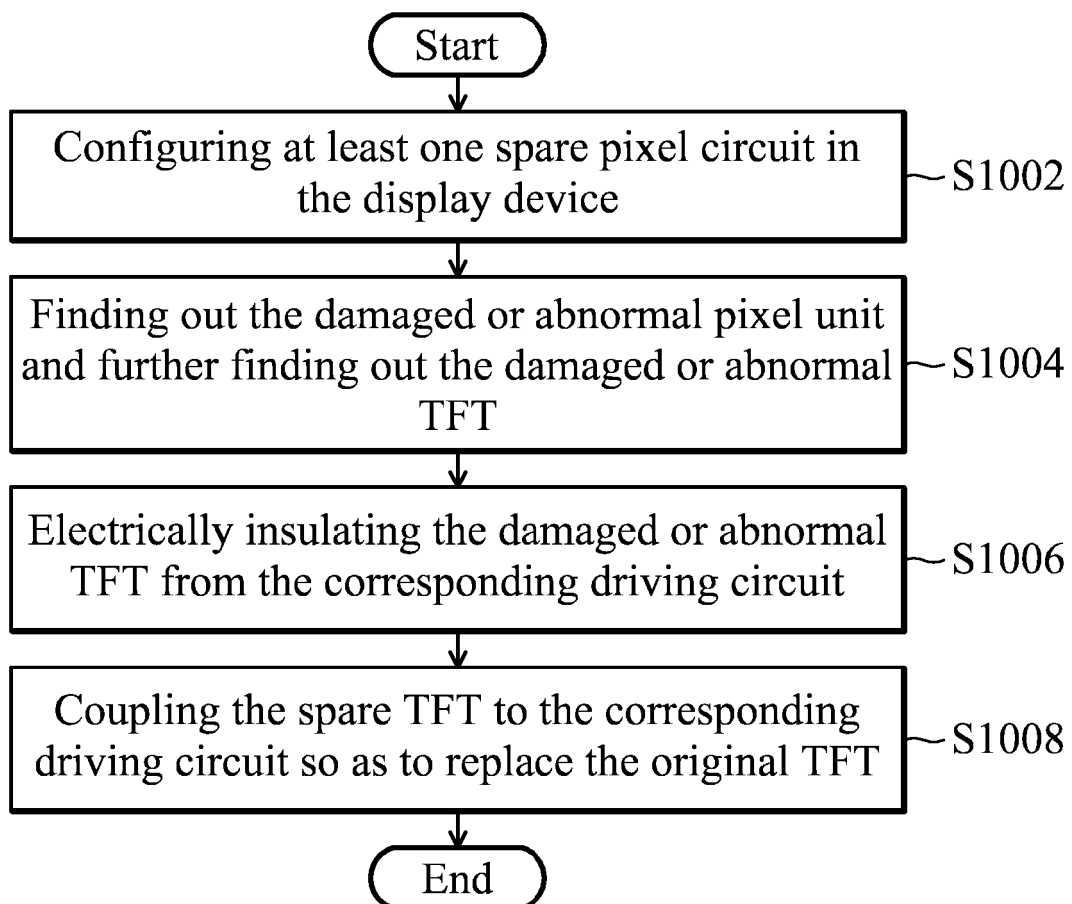 Start
Configuring at least one spare pixel circuit in
the display device
S1002
Finding out the damaged or abnormal pixel unit
and further finding out the damaged or abnormal
TFT
S1004
Electrically insulating the damaged or abnormal
TFT from the corresponding driving circuit
S1006
Coupling the spare TFT to the corresponding
driving circuit so as to replace the original TFT
S1008
End